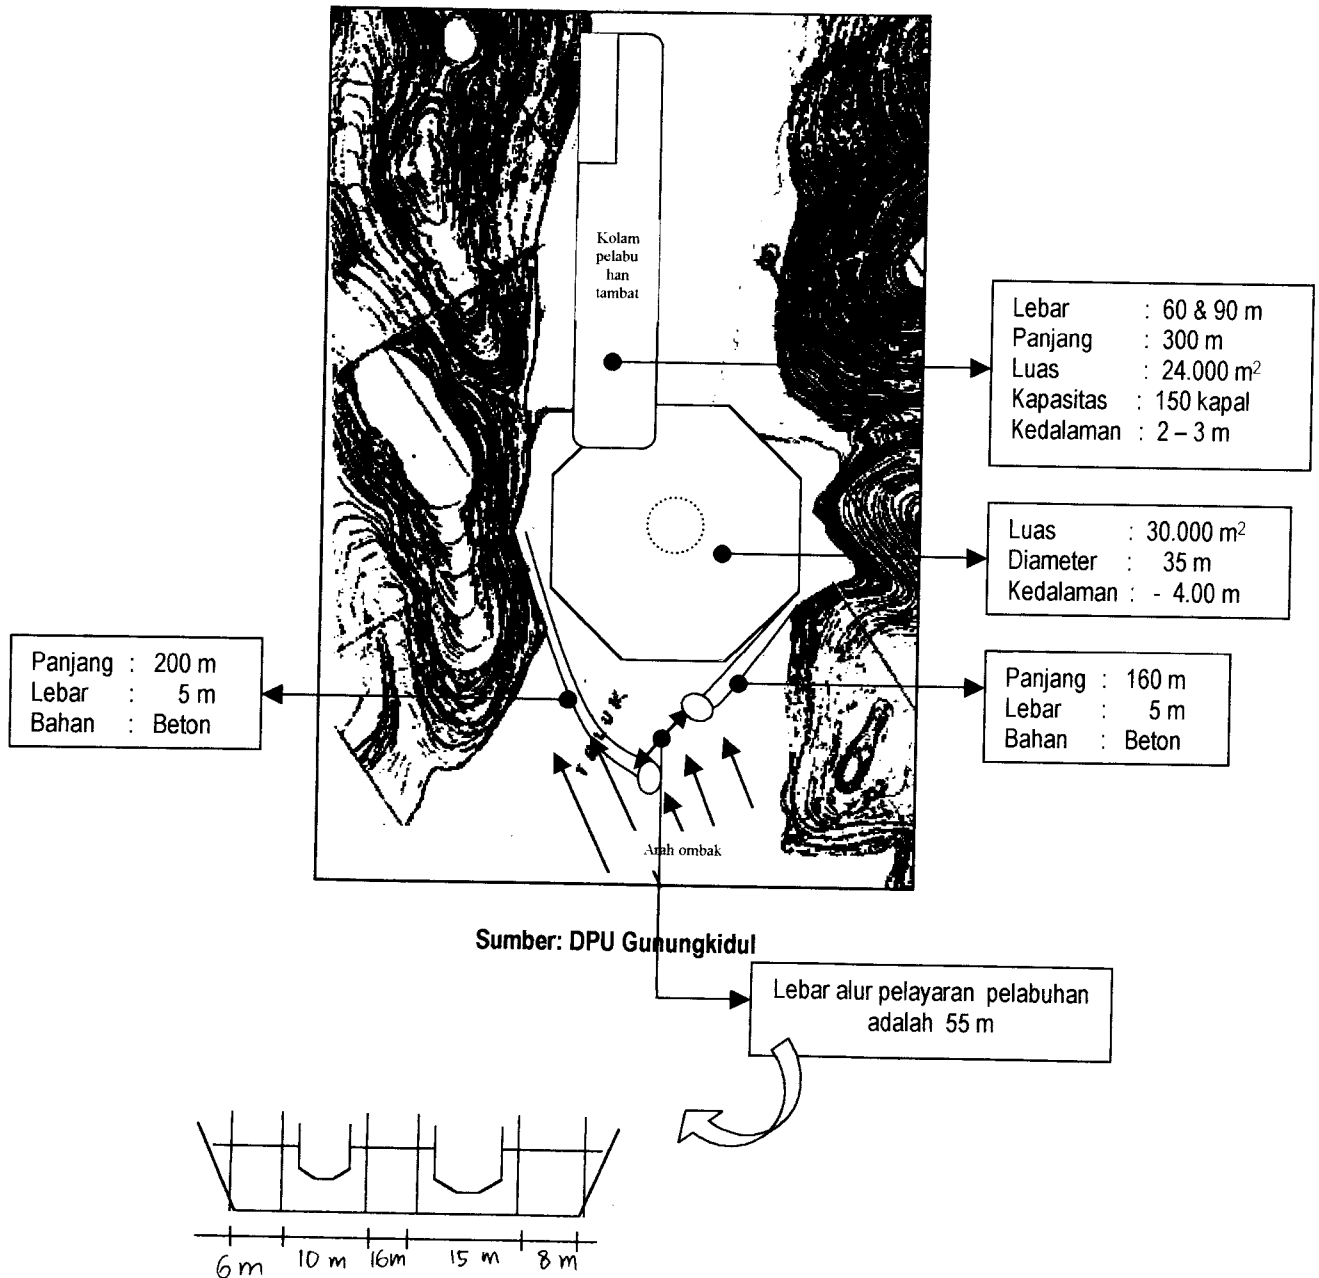 Kolam
pelabu
han
tambat
Lebar : 60 & 90 m
Panjang : 300 m
Luas : 24.000 m²
Kapasitas : 150 kapal
Kedalaman : 2 – 3 m
Luas : 30.000 m²
Diameter : 35 m
Kedalaman : - 4.00 m
Panjang : 200 m
Lebar : 5 m
Bahan : Beton
Panjang : 160 m
Lebar : 5 m
Bahan : Beton
Arah ombak
Sumber: DPU Gunungkidul
Lebar alur pelayaran pelabuhan
adalah 55 m
6 m 10 m 16m 15 m 8 m